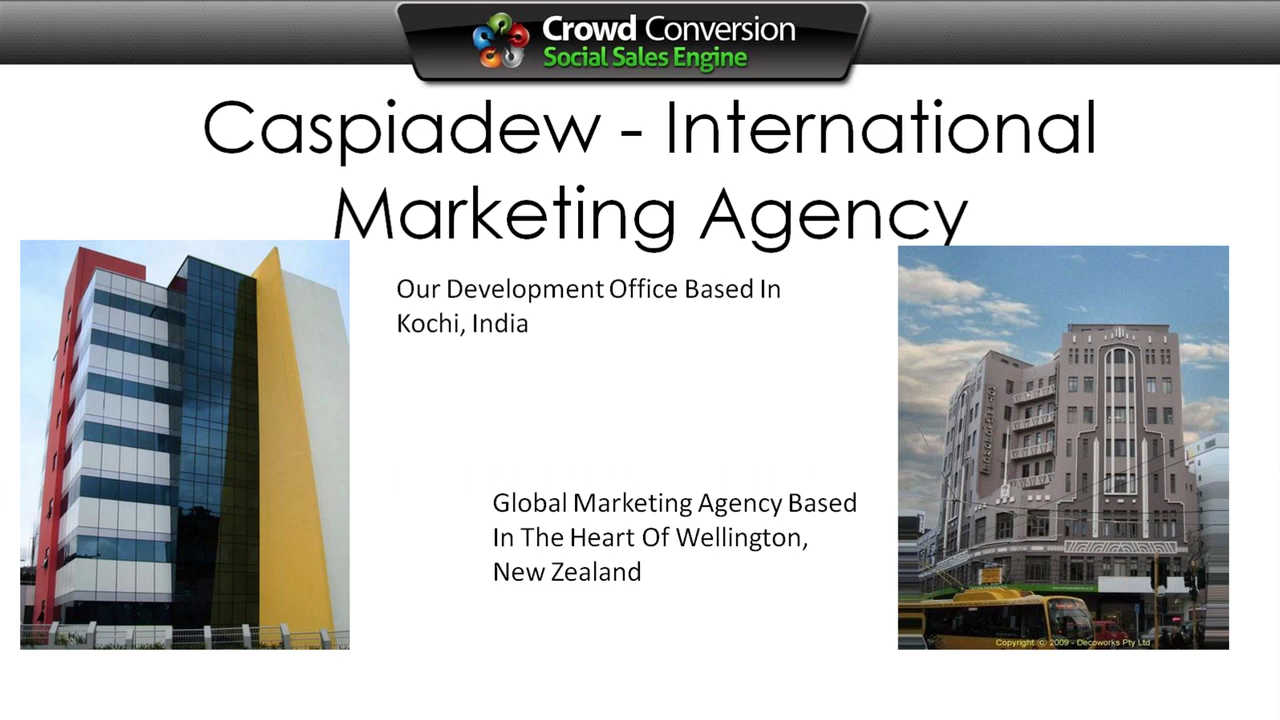 Crowd Conversion
Social Sales Engine
Caspiadew - International
Marketing Agency
Our Development Office Based In
Kochi, India
Global Marketing Agency Based
In The Heart Of Wellington,
New Zealand
Copyright © 2009 - Decoworks Pty Ltd